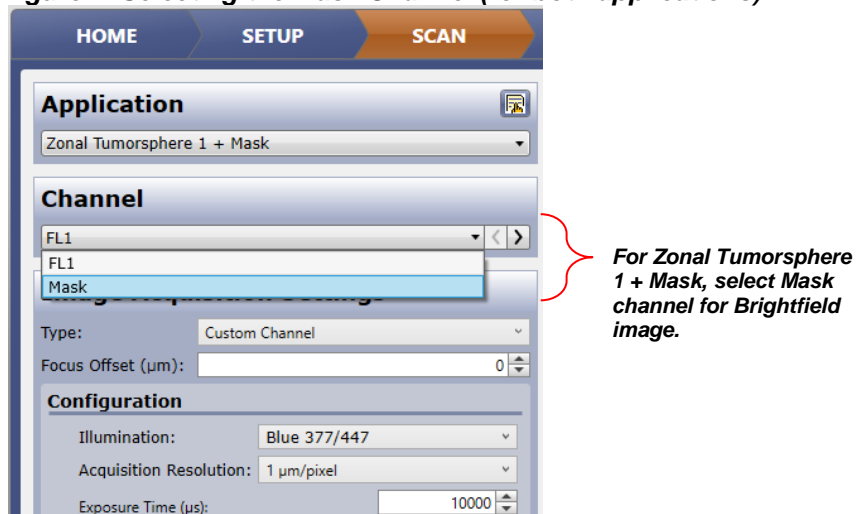 HOME SETUP SCAN
Application
Zonal Tumorsphere 1 + Mask
Channel
FL1
FL1
Mask
Type: Custom Channel
Focus Offset (µm): 0
Configuration
Illumination: Blue 377/447
Acquisition Resolution: 1 µm/pixel
Exposure Time (µs): 10000
For Zonal Tumorsphere
1 + Mask, select Mask
channel for Brightfield
image.